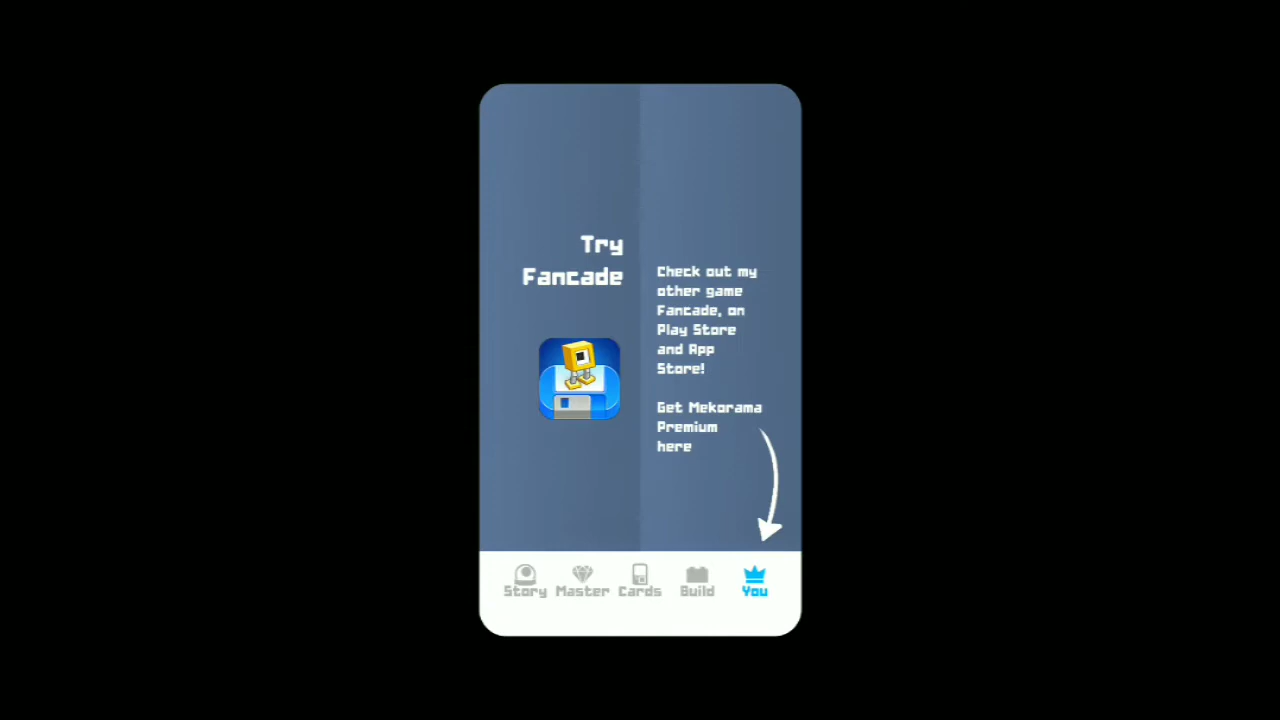 Try
Fancade
Check out my
other game
Fancade, on
Play Store
and App
Store!
Get Mekorama
Premium
here
Story Master Cards Build You